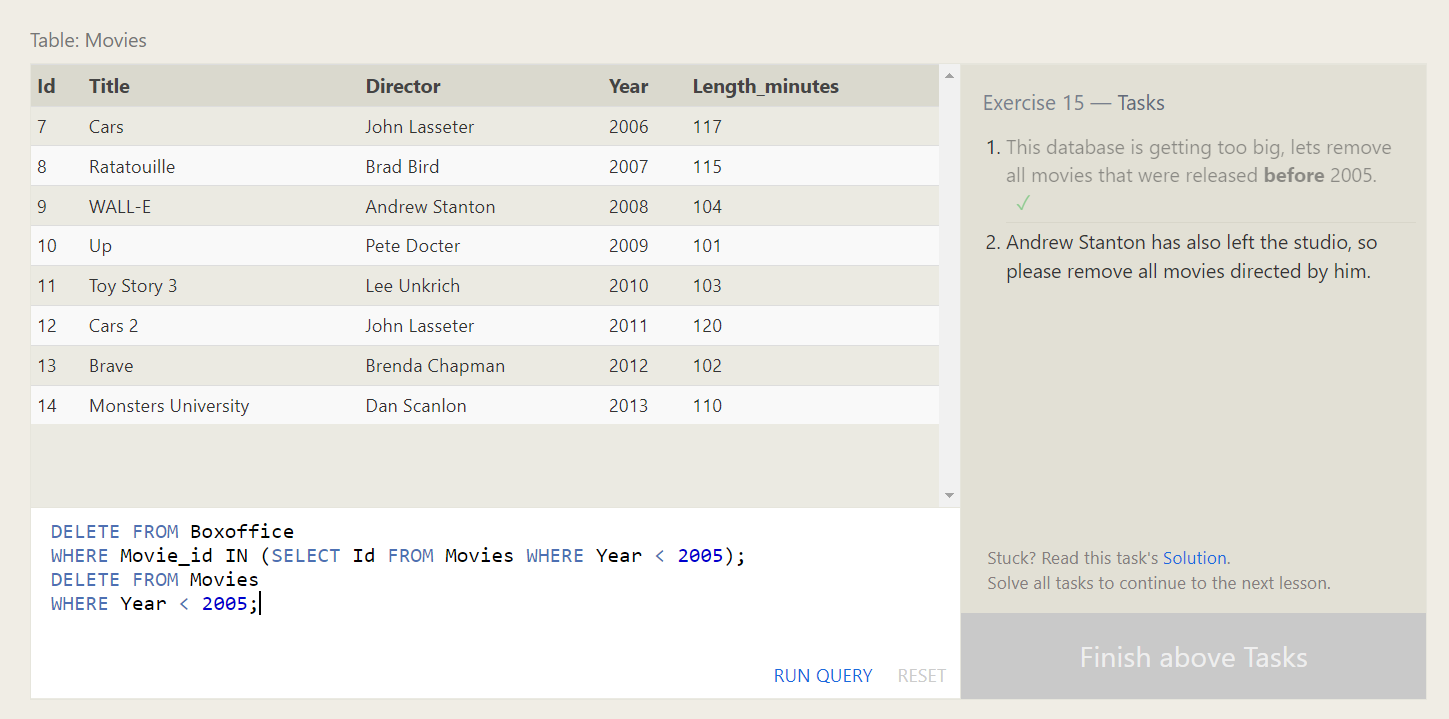 Table: Movies
Id Title Director Year Length_minutes
7 Cars John Lasseter 2006 117
8 Ratatouille Brad Bird 2007 115
9 WALL-E Andrew Stanton 2008 104
10 Up Pete Docter 2009 101
11 Toy Story 3 Lee Unkrich 2010 103
12 Cars 2 John Lasseter 2011 120
13 Brave Brenda Chapman 2012 102
14 Monsters University Dan Scanlon 2013 110
DELETE FROM Boxoffice
WHERE Movie_id IN (SELECT Id FROM Movies WHERE Year < 2005);
DELETE FROM Movies
WHERE Year < 2005;
RUN QUERY RESET
Exercise 15 — Tasks
1. This database is getting too big, lets remove
all movies that were released before 2005.
✓
2. Andrew Stanton has also left the studio, so
please remove all movies directed by him.
Stuck? Read this task's Solution.
Solve all tasks to continue to the next lesson.
Finish above Tasks